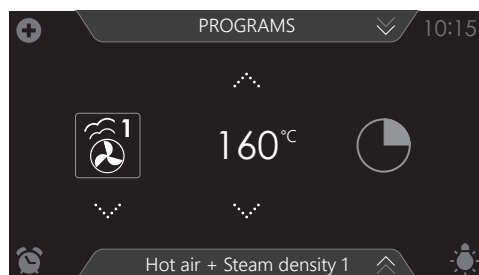 PROGRAMS
10:15
1
160°C
Hot air + Steam density 1